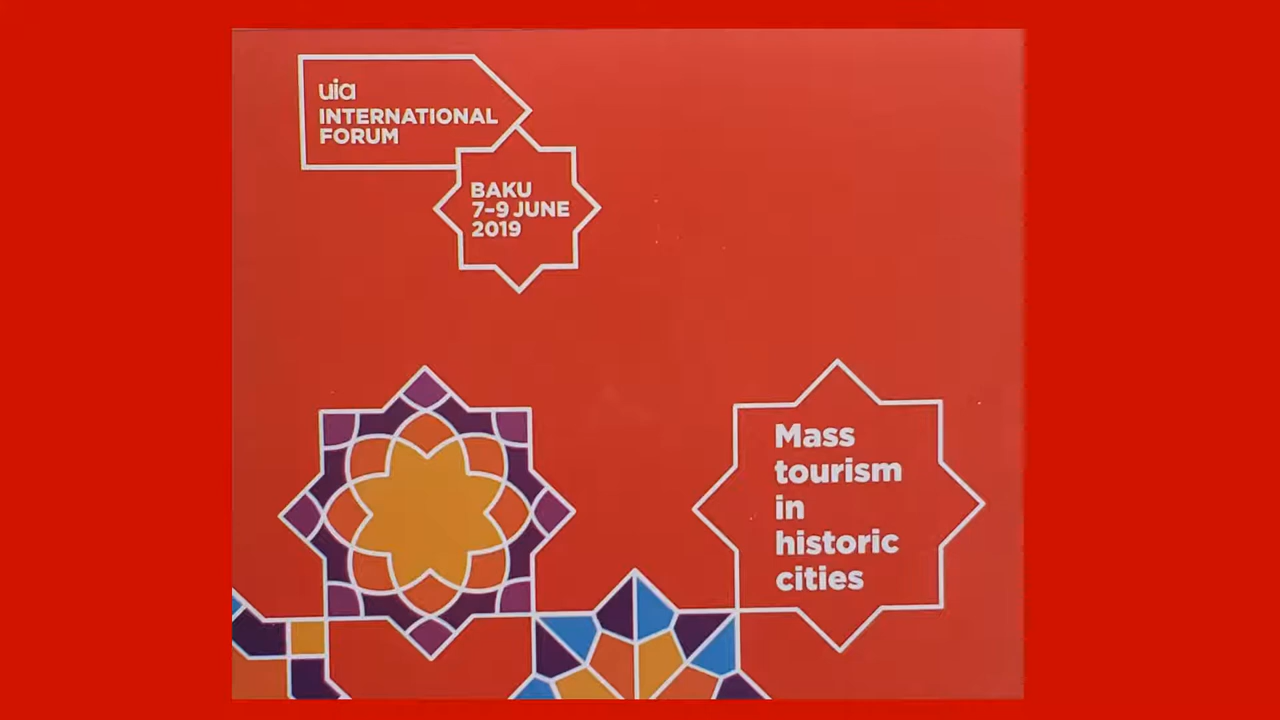 uia
INTERNATIONAL
FORUM
BAKU
7-9 JUNE
2019
Mass
tourism
in
historic
cities